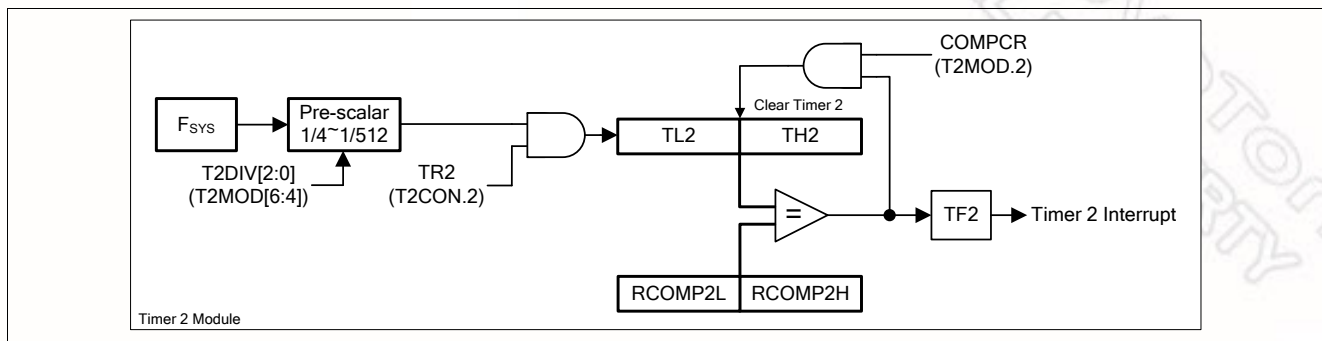 COMPCR
(T2MOD.2)
Clear Timer 2
FSYS
Pre-scalar
1/4~1/512
TL2
TH2
T2DIV[2:0]
(T2MOD[6:4])
TR2
(T2CON.2)
=
TF2
Timer 2 Interrupt
RCOMP2L
RCOMP2H
Timer 2 Module